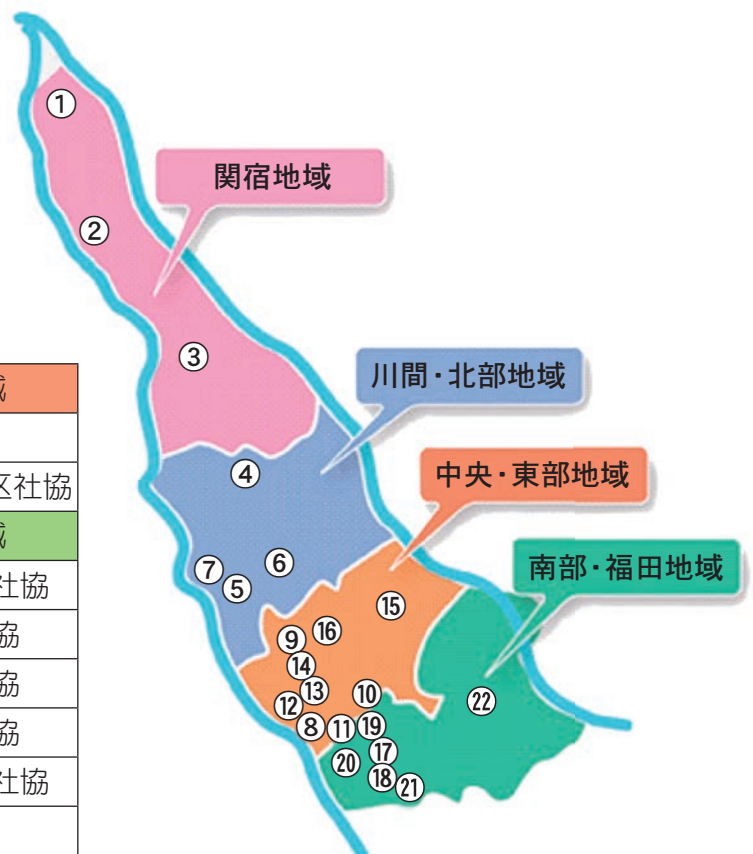 ①
関宿地域
②
③
川間・北部地域
④
中央・東部地域
⑥
⑦
⑤
南部・福田地域
⑮
⑯
⑨
⑭
⑬
⑩
㉒
⑫
⑧
⑪
⑲
⑰
⑳
⑱
㉑
域
区社協
域
社協
協
協
協
社協